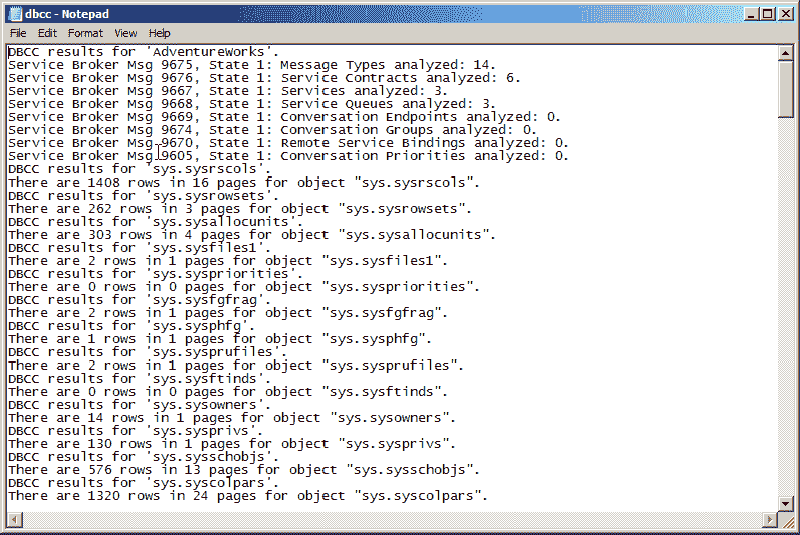 dbcc - Notepad
File Edit Format View Help
DBCC results for 'AdventureWorks'.
Service Broker Msg 9675, State 1: Message Types analyzed: 14.
Service Broker Msg 9676, State 1: Service Contracts analyzed: 6.
Service Broker Msg 9667, State 1: Services analyzed: 3.
Service Broker Msg 9668, State 1: Service Queues analyzed: 3.
Service Broker Msg 9669, State 1: Conversation Endpoints analyzed: 0.
Service Broker Msg 9674, State 1: Conversation Groups analyzed: 0.
Service Broker Msg 9670, State 1: Remote Service Bindings analyzed: 0.
Service Broker Msg 9605, State 1: Conversation Priorities analyzed: 0.
DBCC results for 'sys.sysrscols'.
There are 1408 rows in 16 pages for object "sys.sysrscols".
DBCC results for 'sys.sysrowsets'.
There are 262 rows in 3 pages for object "sys.sysrowsets".
DBCC results for 'sys.sysallocunits'.
There are 303 rows in 4 pages for object "sys.sysallocunits".
DBCC results for 'sys.sysfiles1'.
There are 2 rows in 1 pages for object "sys.sysfiles1".
DBCC results for 'sys.syspriorities'.
There are 0 rows in 0 pages for object "sys.syspriorities".
DBCC results for 'sys.sysfgfrag'.
There are 2 rows in 1 pages for object "sys.sysfgfrag".
DBCC results for 'sys.sysphfg'.
There are 1 rows in 1 pages for object "sys.sysphfg".
DBCC results for 'sys.sysprufiles'.
There are 2 rows in 1 pages for object "sys.sysprufiles".
DBCC results for 'sys.sysftinds'.
There are 0 rows in 0 pages for object "sys.sysftinds".
DBCC results for 'sys.sysowners'.
There are 14 rows in 1 pages for object "sys.sysowners".
DBCC results for 'sys.sysprivs'.
There are 130 rows in 1 pages for object "sys.sysprivs".
DBCC results for 'sys.sysschobjs'.
There are 576 rows in 13 pages for object "sys.sysschobjs".
DBCC results for 'sys.syscolpars'.
There are 1320 rows in 24 pages for object "sys.syscolpars".